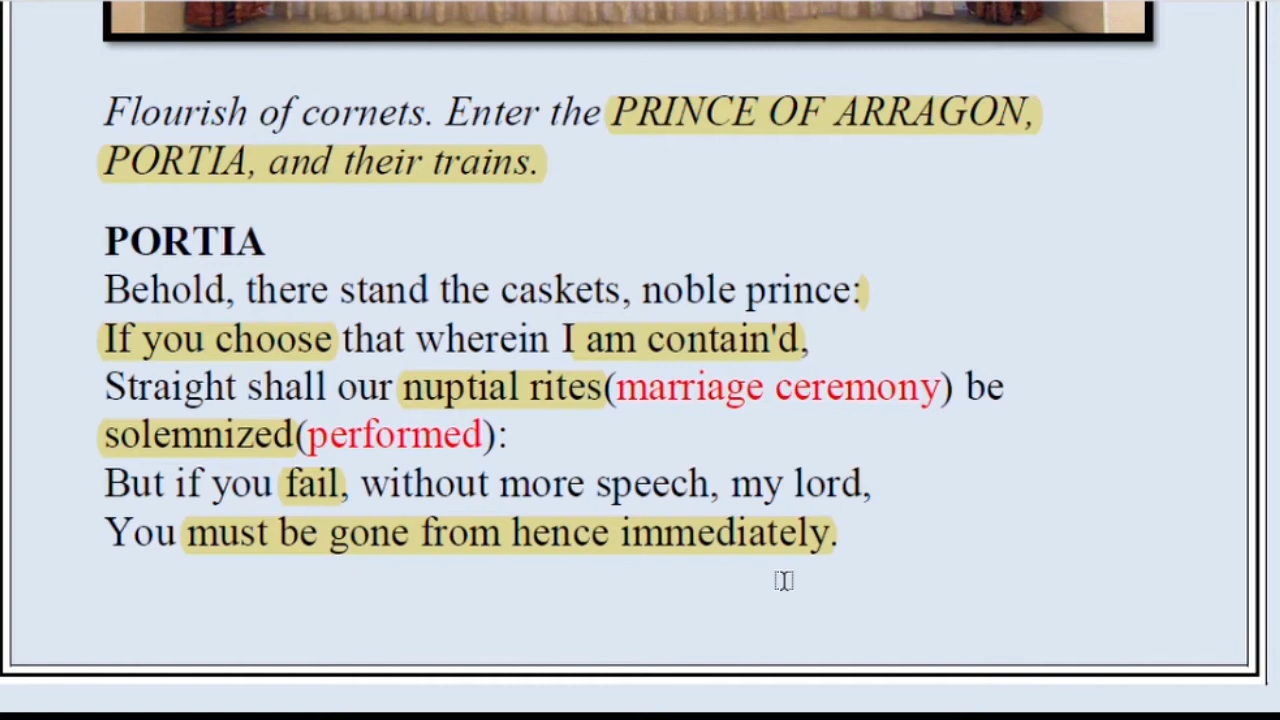 Flourish of cornets. Enter the PRINCE OF ARRAGON,
PORTIA, and their trains.
PORTIA
Behold, there stand the caskets, noble prince:
If you choose that wherein I am contain'd,
Straight shall our nuptial rites(marriage ceremony) be
solemnized(performed):
But if you fail, without more speech, my lord,
You must be gone from hence immediately.